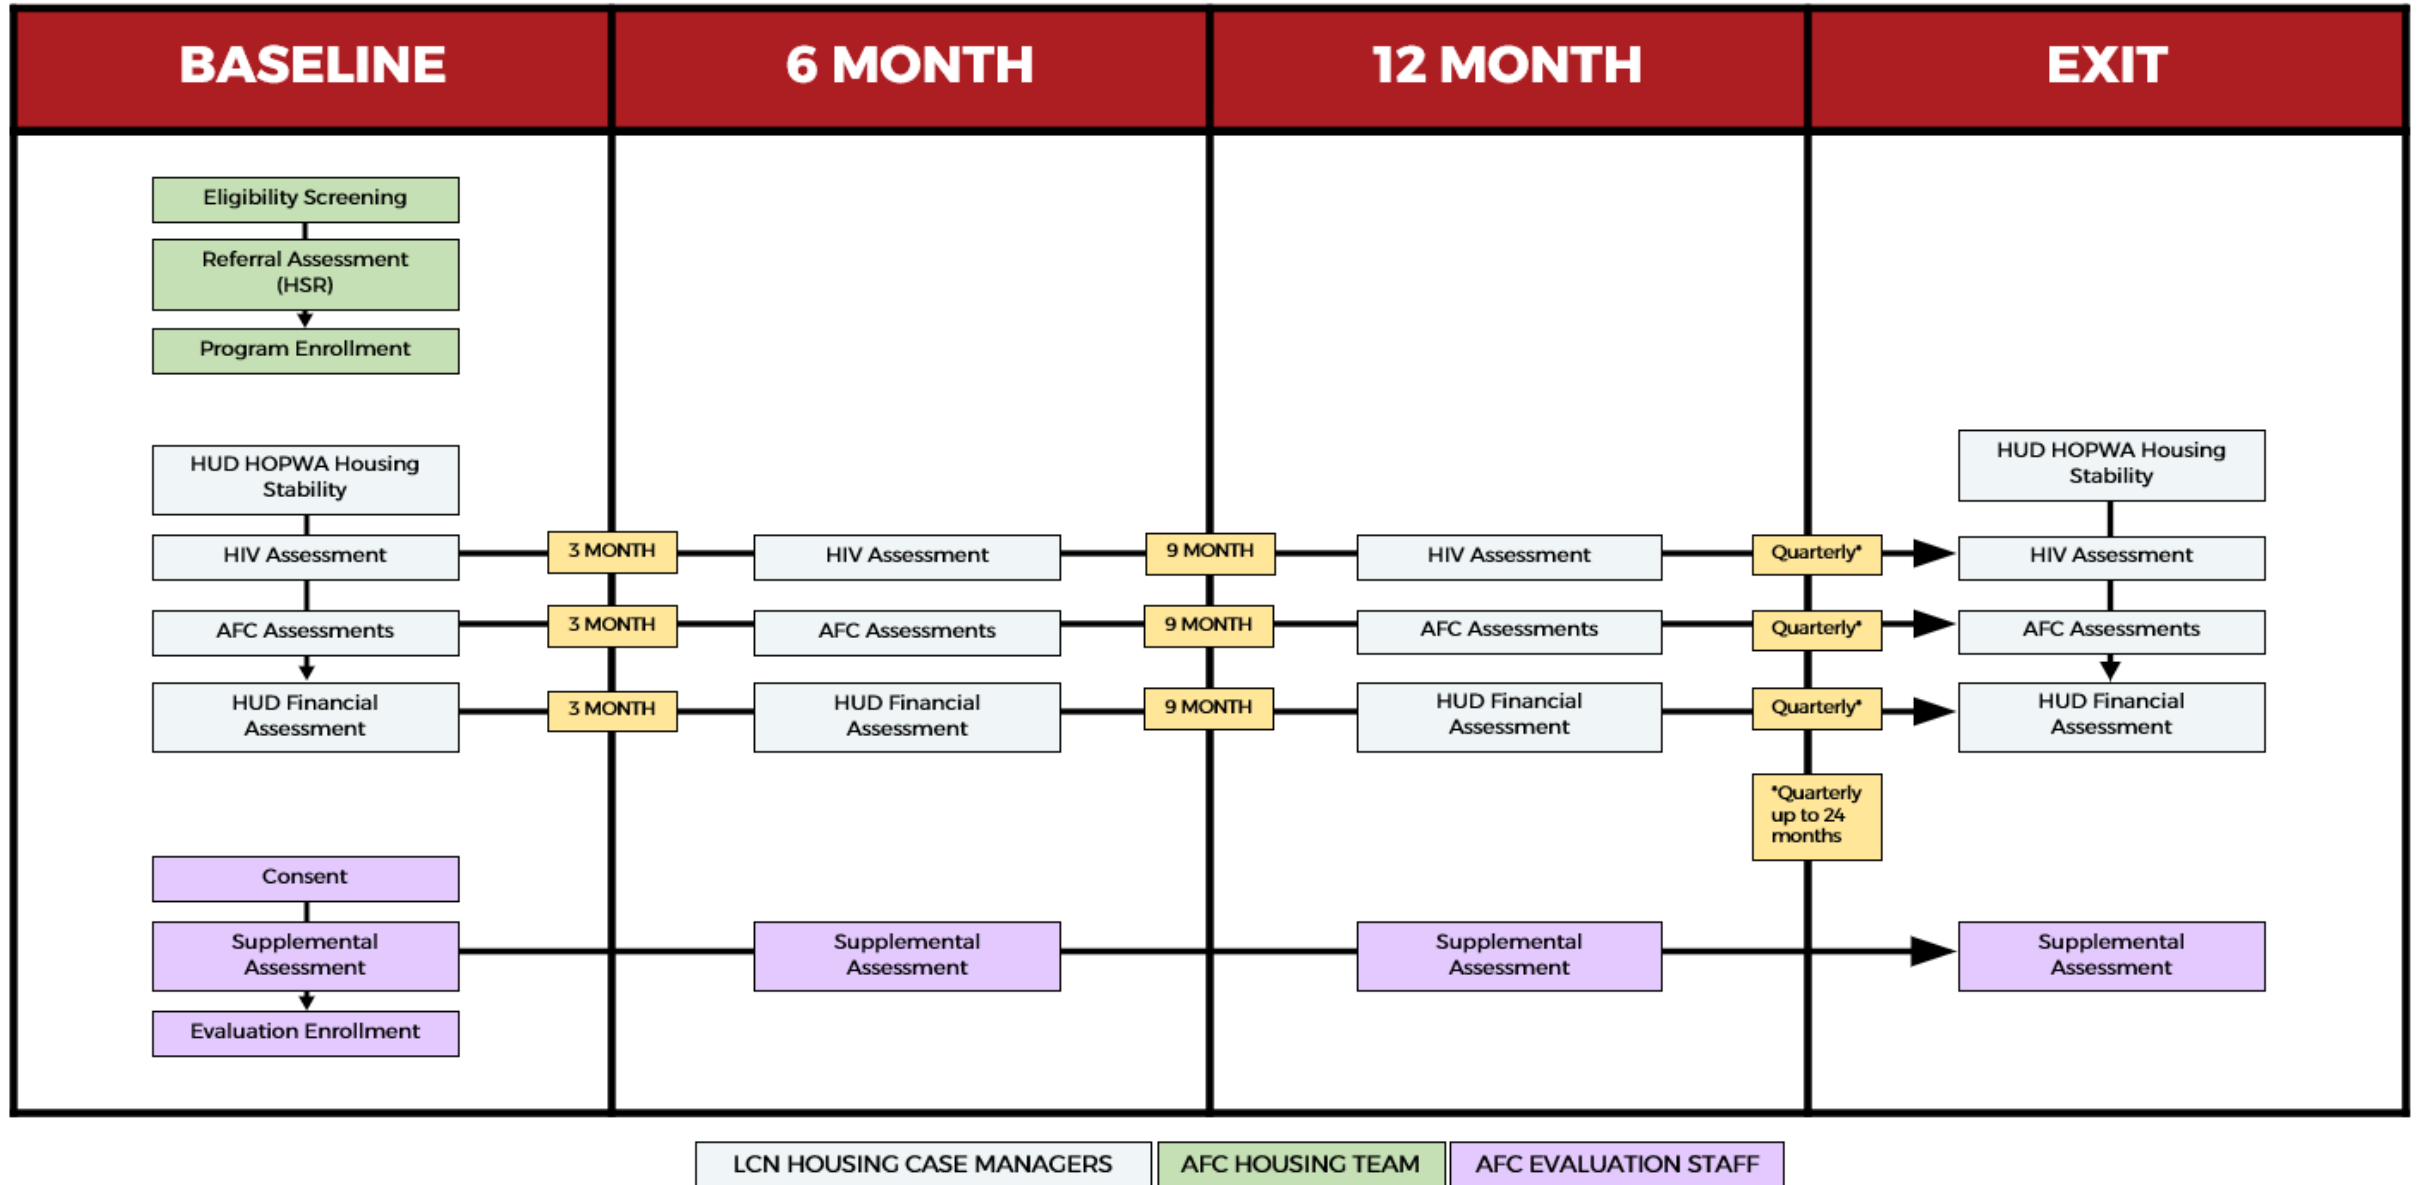 BASELINE
6 MONTH
12 MONTH
EXIT
Eligibility Screening
Referral Assessment
(HSR)
Program Enrollment
HUD HOPWA Housing
Stability
HUD HOPWA Housing
Stability
HIV Assessment
3 MONTH
HIV Assessment
9 MONTH
HIV Assessment
Quarterly*
HIV Assessment
AFC Assessments
3 MONTH
AFC Assessments
9 MONTH
AFC Assessments
Quarterly*
AFC Assessments
HUD Financial
Assessment
3 MONTH
HUD Financial
Assessment
9 MONTH
HUD Financial
Assessment
Quarterly*
HUD Financial
Assessment
*Quarterly
up to 24
months
Consent
Supplemental
Assessment
Supplemental
Assessment
Supplemental
Assessment
Supplemental
Assessment
Evaluation Enrollment
LCN HOUSING CASE MANAGERS
AFC HOUSING TEAM
AFC EVALUATION STAFF